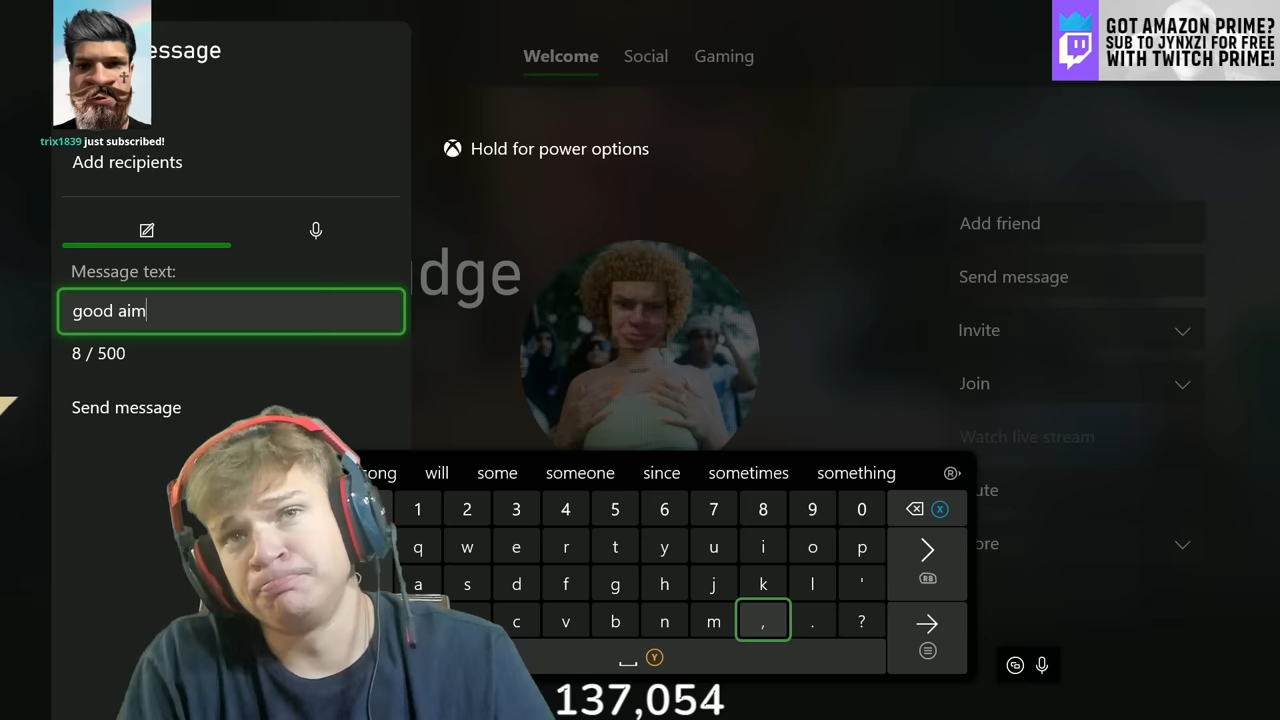 essage
trix1839 just subscribed!
Add recipients
Message text:
good aim
8 / 500
Send message
Welcome Social Gaming
Hold for power options
dge
GOT AMAZON PRIME?
SUB TO JYNXZI FOR FREE
WITH TWITCH PRIME!
Add friend
Send message
Invite
Join
Watch live stream
ute
ore
ong will some someone since sometimes something R
1 2 3 4 5 6 7 8 9 0 X
q w e r t y u i o p
a s d f g h j k l ' RB
c v b n m , . ?
Y
137,054